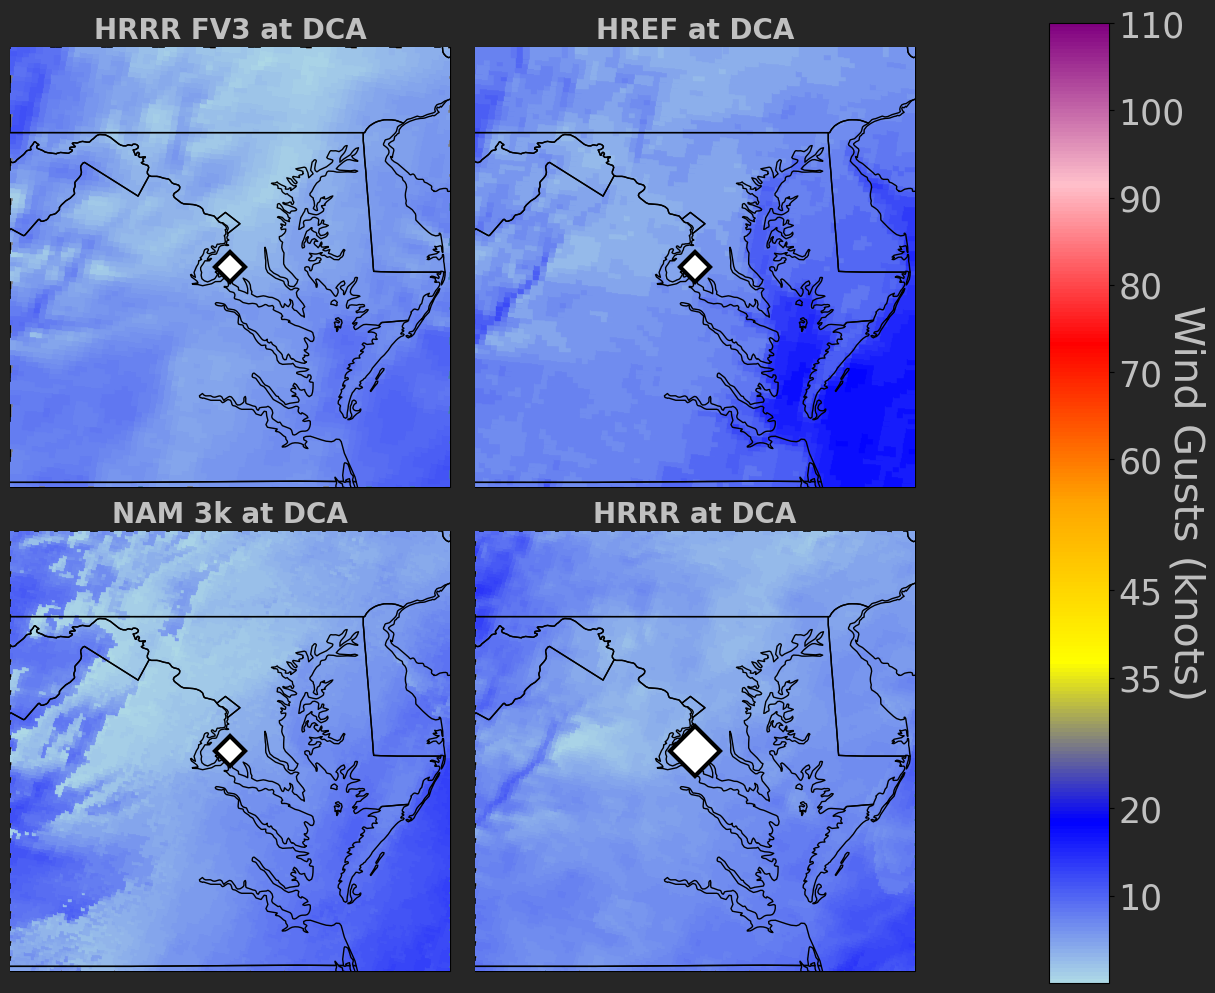 HRRR FV3 at DCA
HREF at DCA
NAM 3k at DCA
HRRR at DCA
110
100
90
80
70
60
45
35
20
10
Wind Gusts (knots)